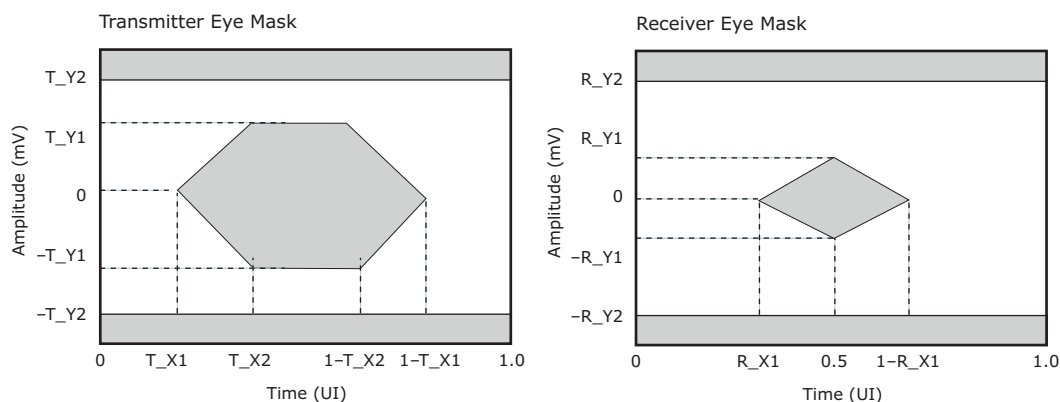 Transmitter Eye Mask
T_Y2
T_Y1
0
–T_Y1
–T_Y2
Amplitude (mV)
0 T_X1 T_X2 1–T_X2 1–T_X1 1.0
Time (UI)
Receiver Eye Mask
R_Y2
R_Y1
0
–R_Y1
–R_Y2
Amplitude (mV)
0 R_X1 0.5 1–R_X1 1.0
Time (UI)